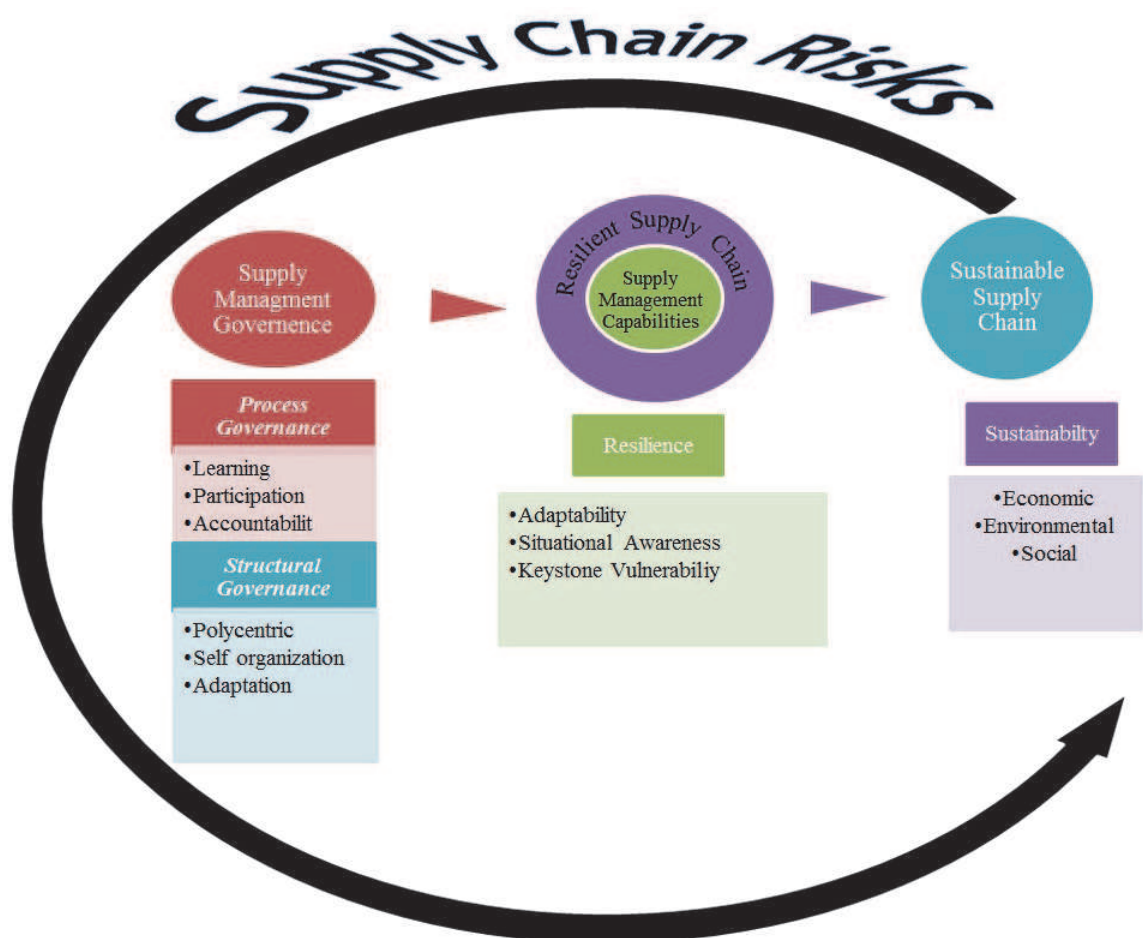 Supply Chain Risks
Supply
Managment
Governence
Process
Governance
•Learning
•Participation
•Accountabilit
Structural
Governance
•Polycentric
•Self organization
•Adaptation
Resilient Supply Chain
Supply
Management
Capabilities
Resilience
•Adaptability
•Situational Awareness
•Keystone Vulnerabiliy
Sustainable
Supply
Chain
Sustainabilty
•Economic
•Environmental
•Social